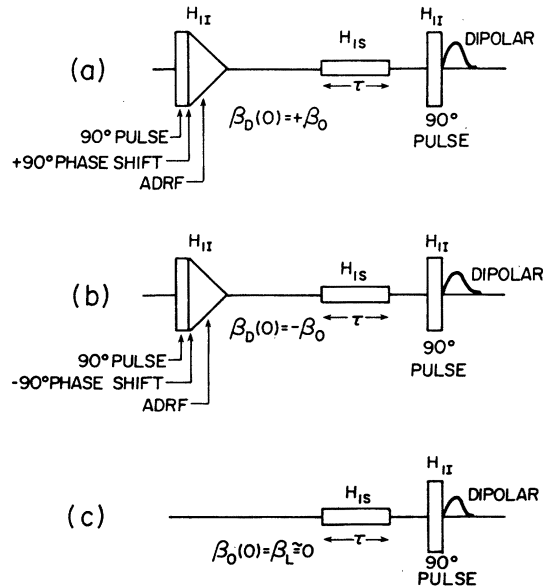 (a)
H1I
H1S
H1I
DIPOLAR
τ
βD(0)=+β0
90° PULSE
+90° PHASE SHIFT
ADRF
90°
PULSE
(b)
H1I
H1S
H1I
DIPOLAR
τ
βD(0)=-β0
90° PULSE
-90° PHASE SHIFT
ADRF
90°
PULSE
(c)
H1S
H1I
DIPOLAR
τ
β0(0)=βL≅0
90°
PULSE